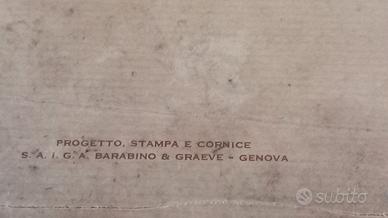 PROGETTO, STAMPA E CORNICE
S. A. I. G. A. BARABINO & GRAEVE - GENOVA
subito